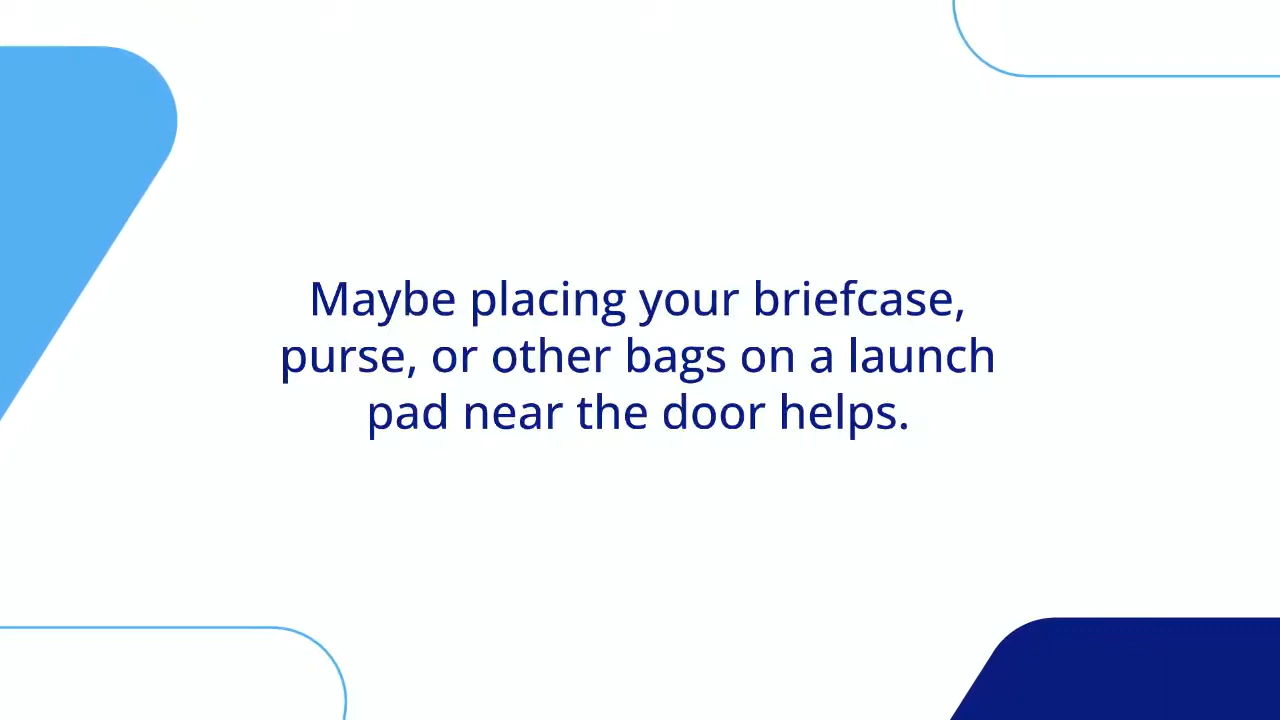 Maybe placing your briefcase,
purse, or other bags on a launch
pad near the door helps.